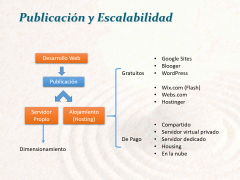 Publicación y Escalabilidad
Desarrollo Web
Publicación
Servidor
Propio
Alojamiento
(Hosting)
Dimensionamiento
Gratuitos
• Google Sites
• Blooger
• WordPress
• Wix.com (Flash)
• Webs.com
• Hostinger
De Pago
• Compartido
• Servidor virtual privado
• Servidor dedicado
• Housing
• En la nube